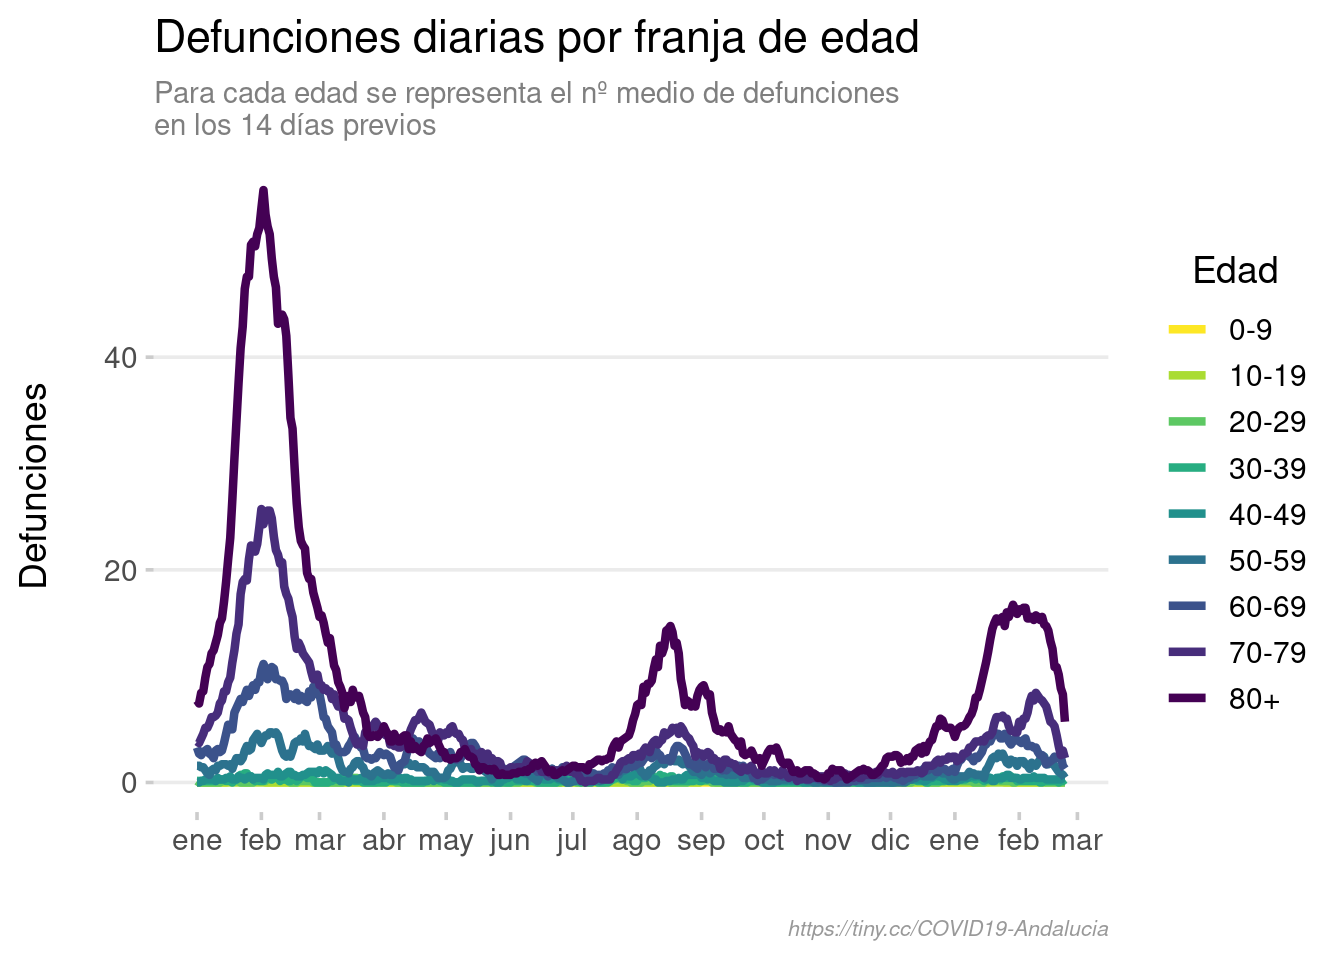 Defunciones diarias por franja de edad
Para cada edad se representa el nº medio de defunciones
en los 14 días previos
Defunciones
40
20
0
ene feb mar abr may jun jul ago sep oct nov dic ene feb mar
Edad
0-9
10-19
20-29
30-39
40-49
50-59
60-69
70-79
80+
https://tiny.cc/COVID19-Andalucia